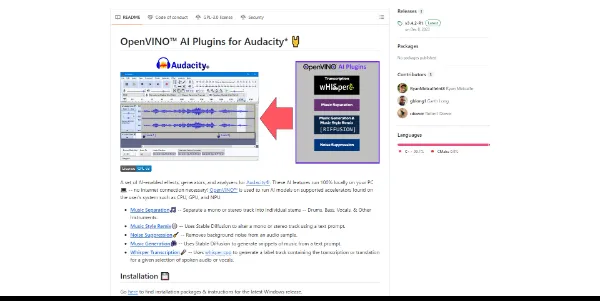 README
Code of conduct
GPL-3.0 license
Security
OpenVINO™ AI Plugins for Audacity*
Audacity
OpenVINO AI Plugins
Transcription
wHisper
Music Separation
Music Generation &
Music Style Remix
[RIFFUSION]
Noise Suppression
A set of AI-enabled effects, generators, and analyzers for Audacity®. These AI features run 100% locally on your PC
-- no internet connection necessary! OpenVINO™ is used to run AI models on supported accelerators found on
the user's system such as CPU, GPU, and NPU.
Music Separation -- Separate a mono or stereo track into individual stems -- Drums, Bass, Vocals, & Other
Instruments.
Music Style Remix -- Uses Stable Diffusion to alter a mono or stereo track using a text prompt.
Noise Suppression -- Removes background noise from an audio sample.
Music Generation -- Uses Stable Diffusion to generate snippets of music from a text prompt.
Whisper Transcription -- Uses whisper.cpp to generate a label track containing the transcription or translation
for a given selection of spoken audio or vocals.
Installation
Go here to find installation packages & instructions for the latest Windows release.
Releases
v3.4.2-R1 Latest
Packages
No packages published
Contributors
Languages